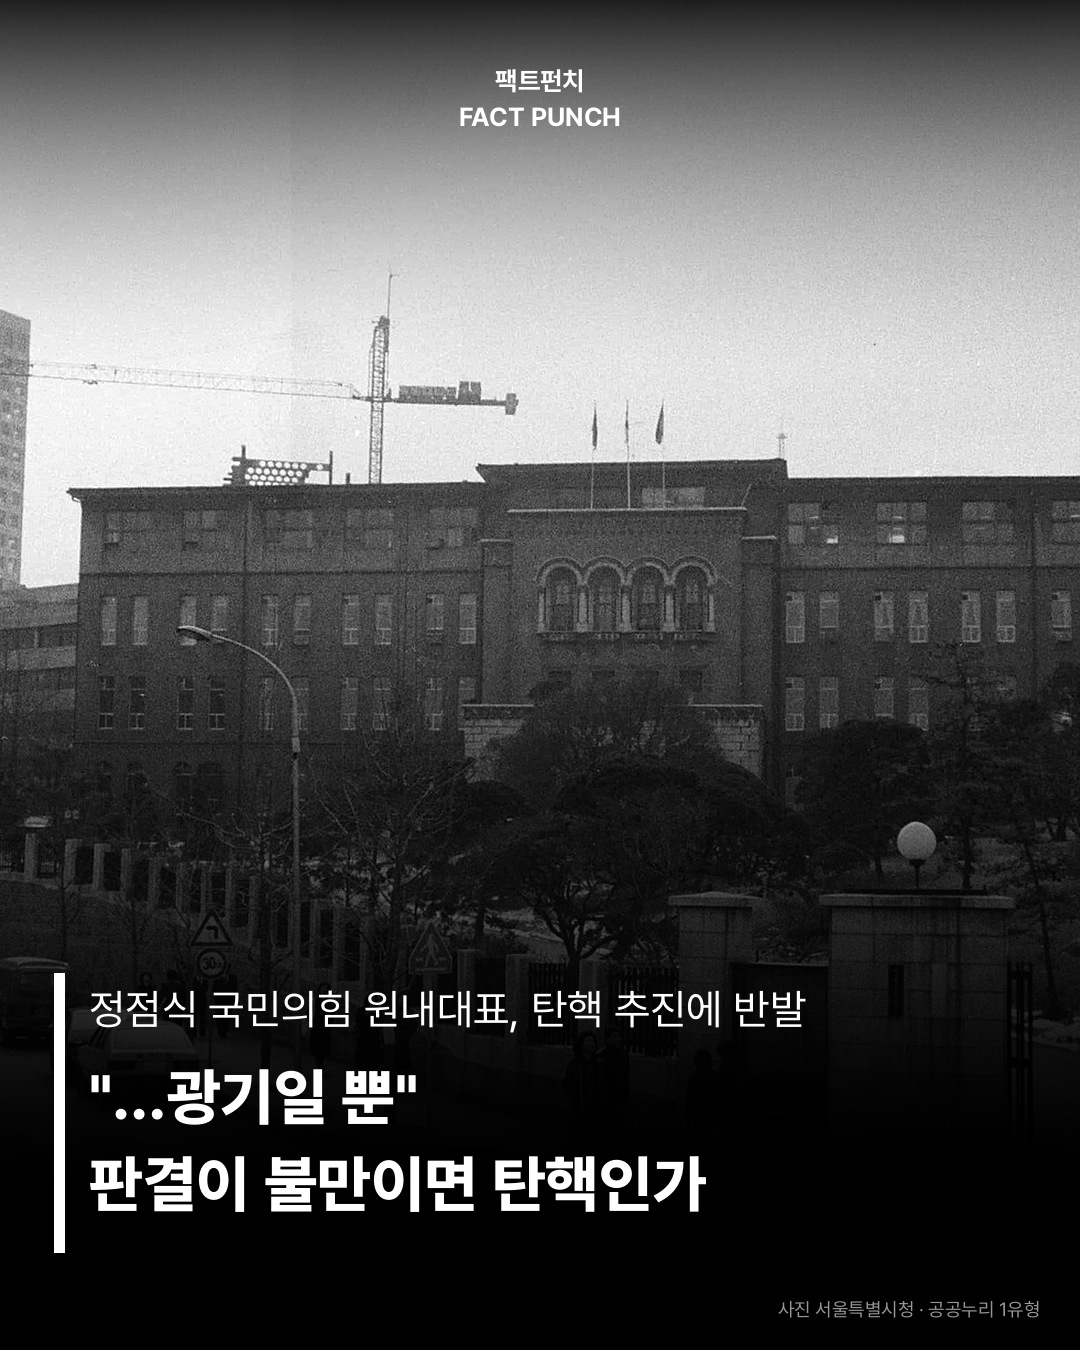 팩트펀치
FACT PUNCH
30
정점식 국민의힘 원내대표, 탄핵 추진에 반발
"...광기일 뿐"
판결이 불만이면 탄핵인가
사진 서울특별시청 · 공공누리 1유형